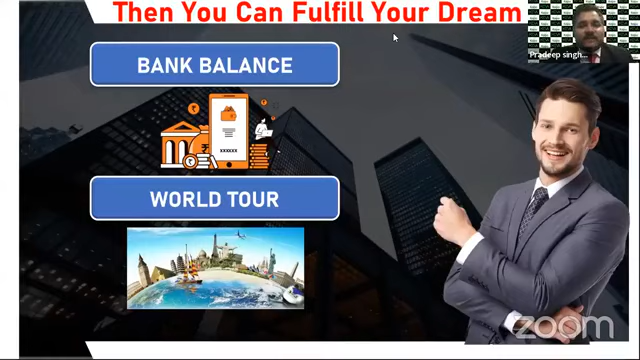 Then You Can Fulfill Your Dream
Pradeep singh...
BANK BALANCE
WORLD TOUR
zoom